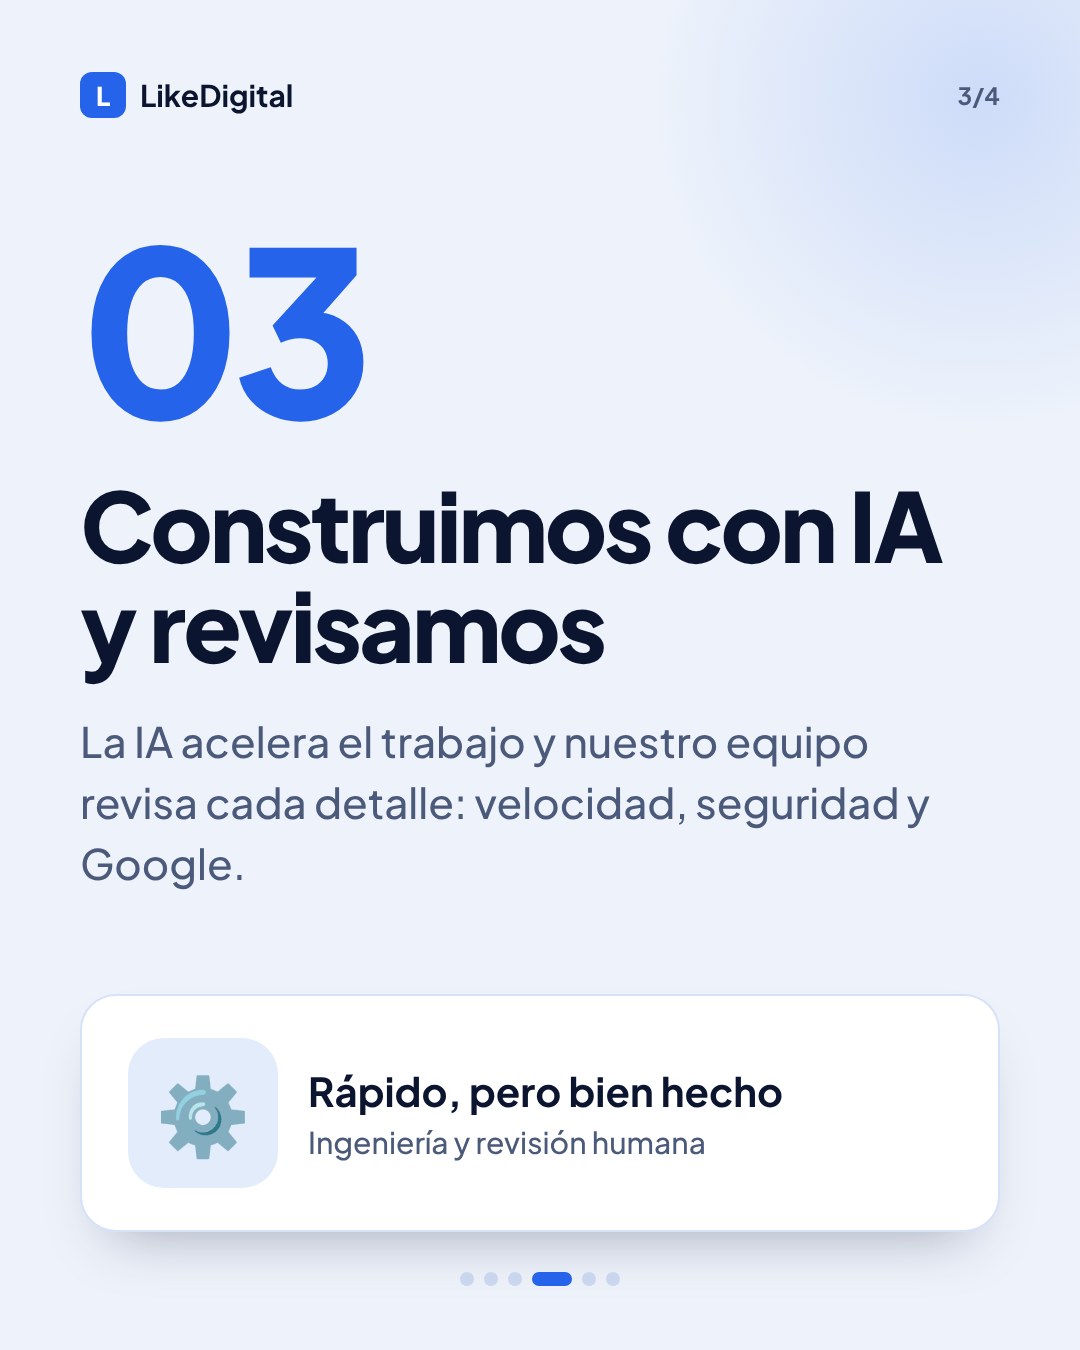 L LikeDigital
3/4
03
Construimos con IA
y revisamos
La IA acelera el trabajo y nuestro equipo
revisa cada detalle: velocidad, seguridad y
Google.
Rápido, pero bien hecho
Ingeniería y revisión humana